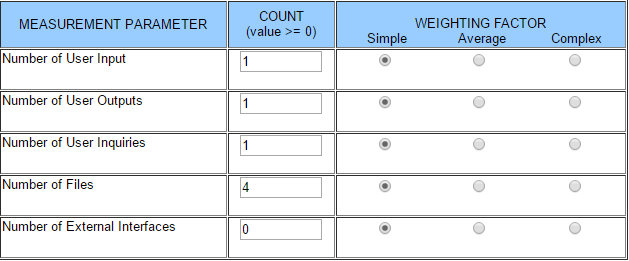 MEASUREMENT PARAMETER
COUNT
(value >= 0)
WEIGHTING FACTOR
Simple Average Complex
Number of User Input 1
Number of User Outputs 1
Number of User Inquiries 1
Number of Files 4
Number of External Interfaces 0